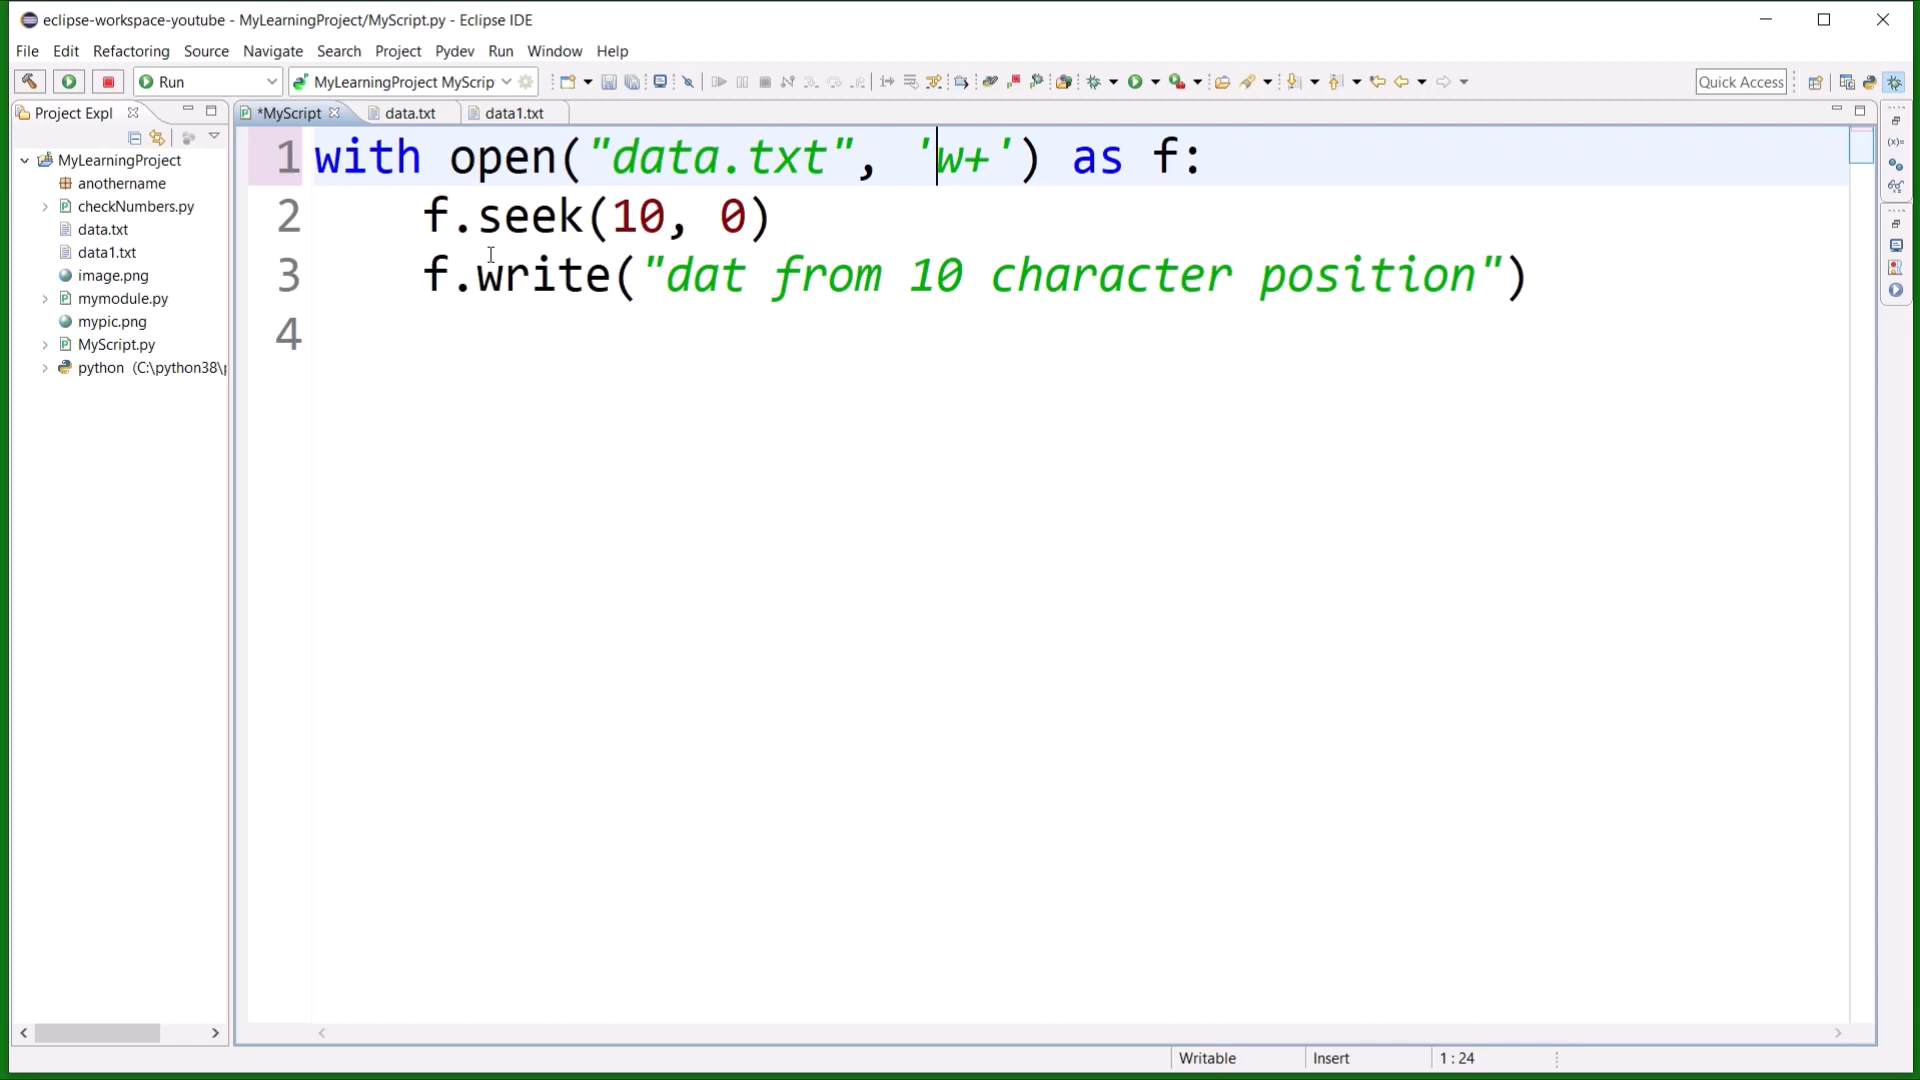 eclipse-workspace-youtube - MyLearningProject/MyScript.py - Eclipse IDE
File Edit Refactoring Source Navigate Search Project Pydev Run Window Help
Run MyLearningProject MyScrip Quick Access
Project Expl *MyScript data.txt data1.txt
MyLearningProject
anothername
checkNumbers.py
data.txt
data1.txt
image.png
mymodule.py
mypic.png
MyScript.py
python (C:\python38\
1 with open("data.txt", 'w+') as f:
2 f.seek(10, 0)
3 f.write("dat from 10 character position")
4
Writable Insert 1 : 24